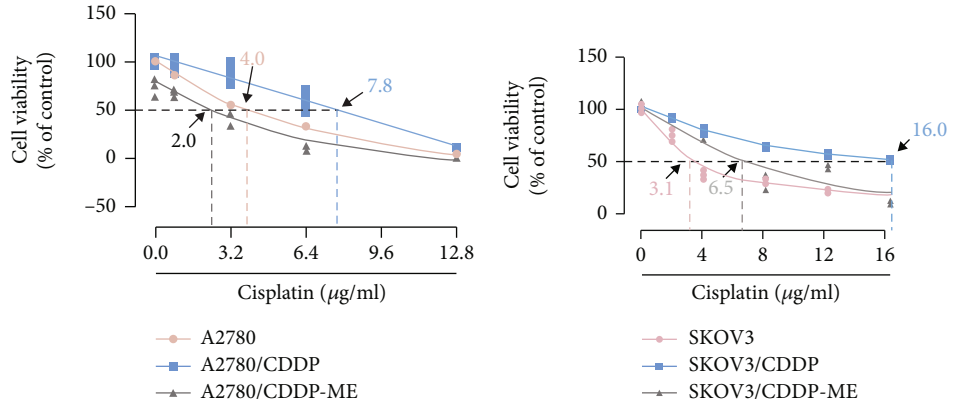 150
100
50
0
–50
Cell viability
(% of control)
4.0
7.8
2.0
0.0 3.2 6.4 9.6 12.8
Cisplatin (μg/ml)
A2780
A2780/CDDP
A2780/CDDP-ME
150
100
50
0
Cell viability
(% of control)
16.0
3.1
6.5
0 4 8 12 16
Cisplatin (μg/ml)
SKOV3
SKOV3/CDDP
SKOV3/CDDP-ME